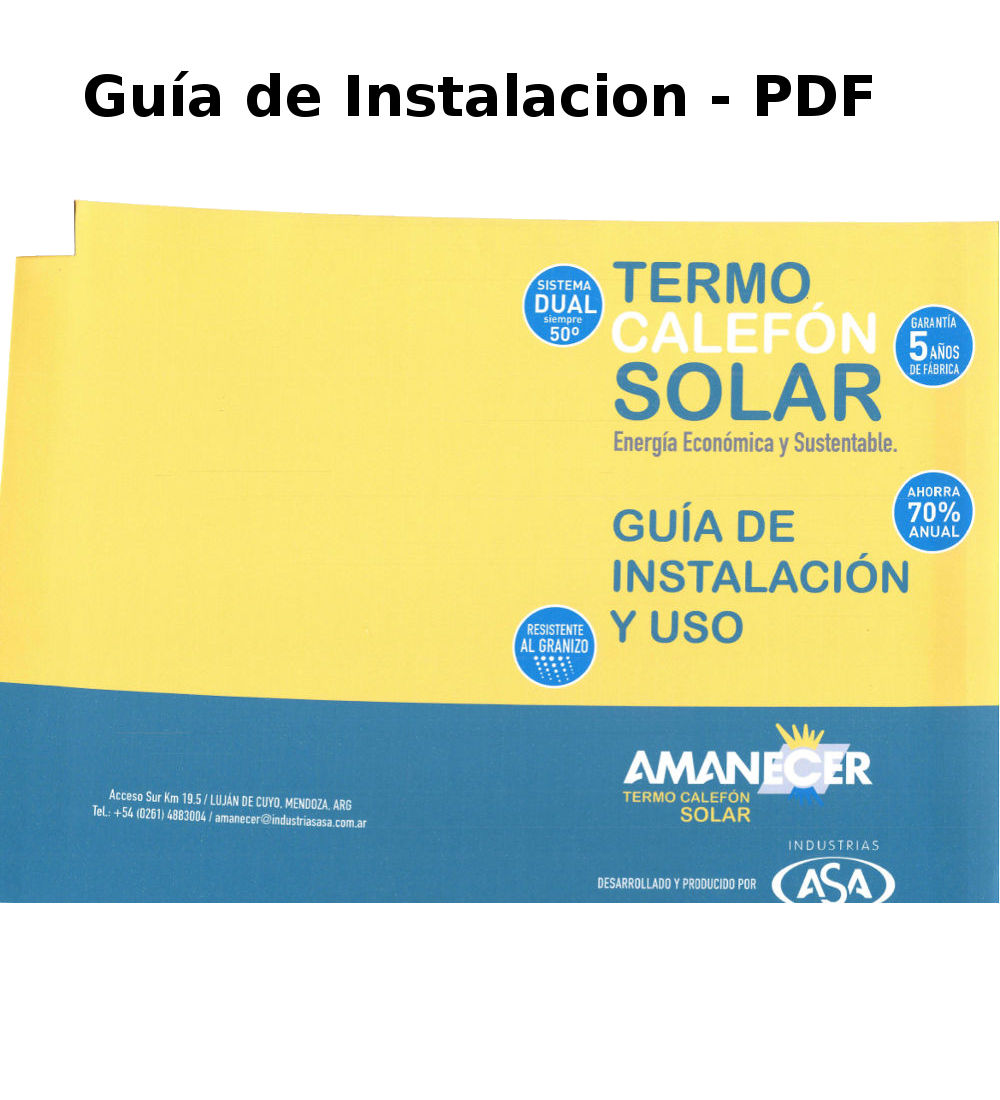 Guía de Instalacion - PDF
SISTEMA
DUAL
siempre
50º
TERMO
CALEFÓN
SOLAR
Energía Económica y Sustentable.
GARANTÍA
5 AÑOS
DE FÁBRICA
AHORRA
70%
ANUAL
GUÍA DE
INSTALACIÓN
Y USO
RESISTENTE
AL GRANIZO
AMANECER
TERMO CALEFÓN
SOLAR
Acceso Sur Km 19.5 / LUJÁN DE CUYO. MENDOZA. ARG
Tel.: +54 (0261) 4883004 / amanecer@industriasasa.com.ar
INDUSTRIAS
ASA
DESARROLLADO Y PRODUCIDO POR